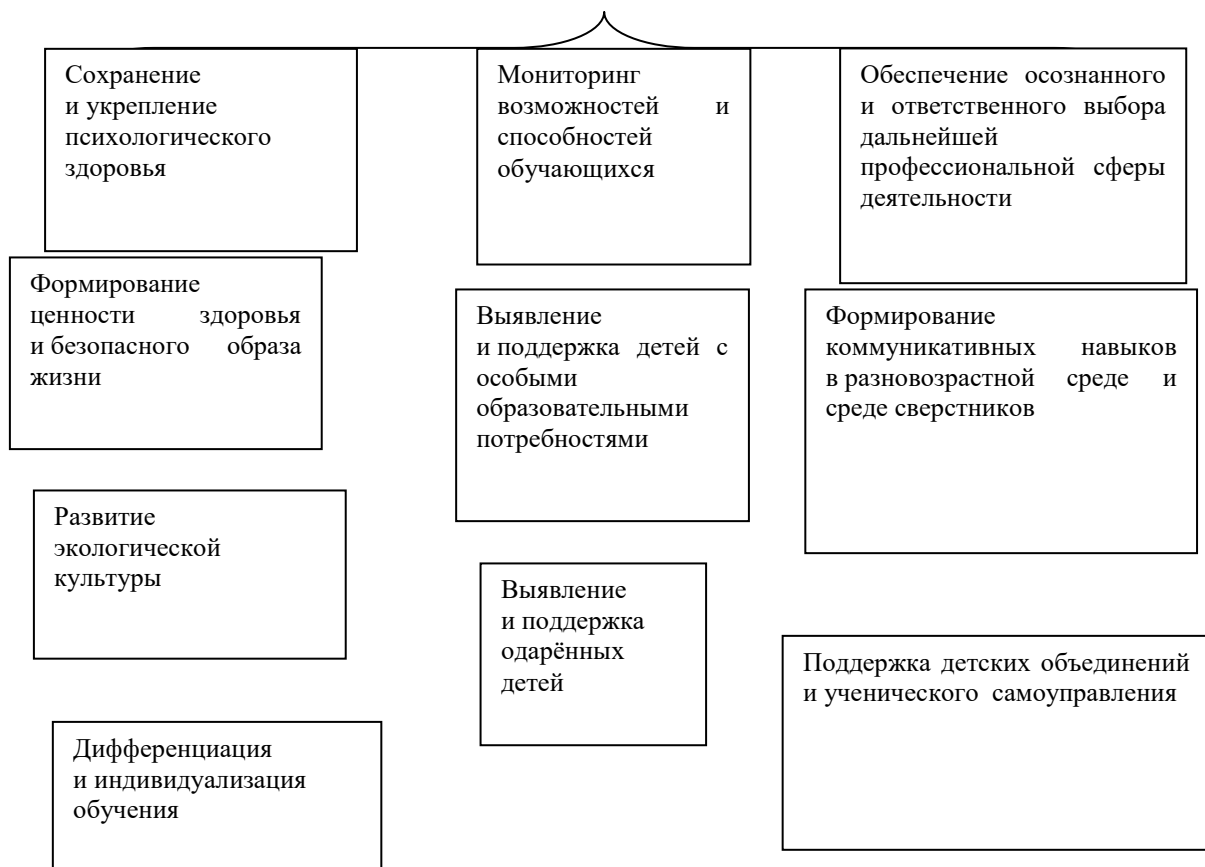 Сохранение
и укрепление
психологического
здоровья
Мониторинг
возможностей и
способностей
обучающихся
Обеспечение осознанного
и ответственного выбора
дальнейшей
профессиональной сферы
деятельности
Формирование
ценности здоровья
и безопасного образа
жизни
Выявление
и поддержка детей с
особыми
образовательными
потребностями
Формирование
коммуникативных навыков
в разновозрастной среде и
среде сверстников
Развитие
экологической
культуры
Выявление
и поддержка
одарённых
детей
Поддержка детских объединений
и ученического самоуправления
Дифференциация
и индивидуализация
обучения